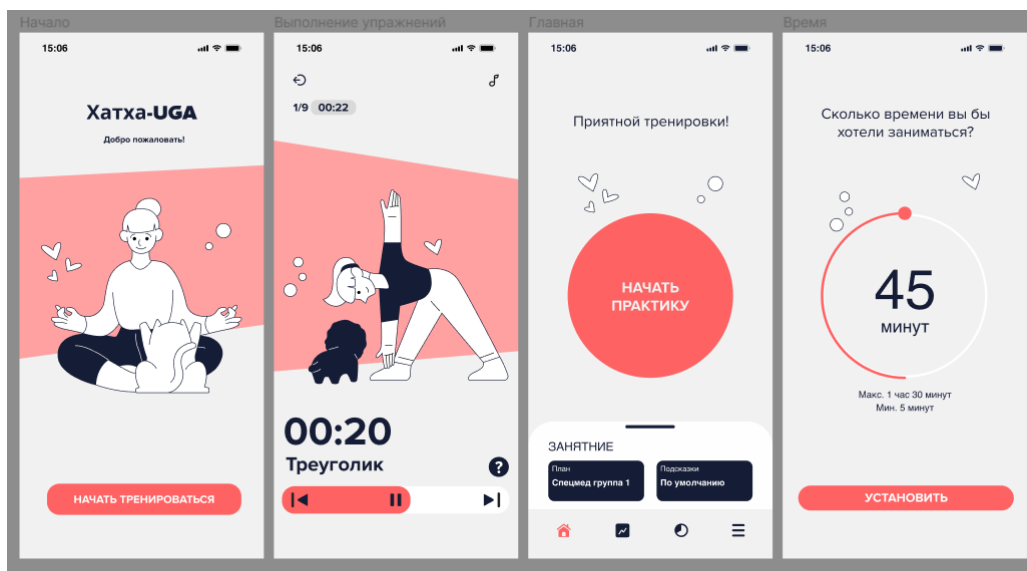 Начало
15:06
Хатха-UGA
Добро пожаловать!
НАЧАТЬ ТРЕНИРОВАТЬСЯ
Выполнение упражнений
15:06
1/9 00:22
00:20
Треуголик
?
Главная
15:06
Приятной тренировки!
НАЧАТЬ
ПРАКТИКУ
ЗАНЯТНИЕ
План
Спецмед группа 1
Подсказки
По умолчанию
Время
15:06
Сколько времени вы бы
хотели заниматься?
45
минут
Макс. 1 час 30 минут
Мин. 5 минут
УСТАНОВИТЬ